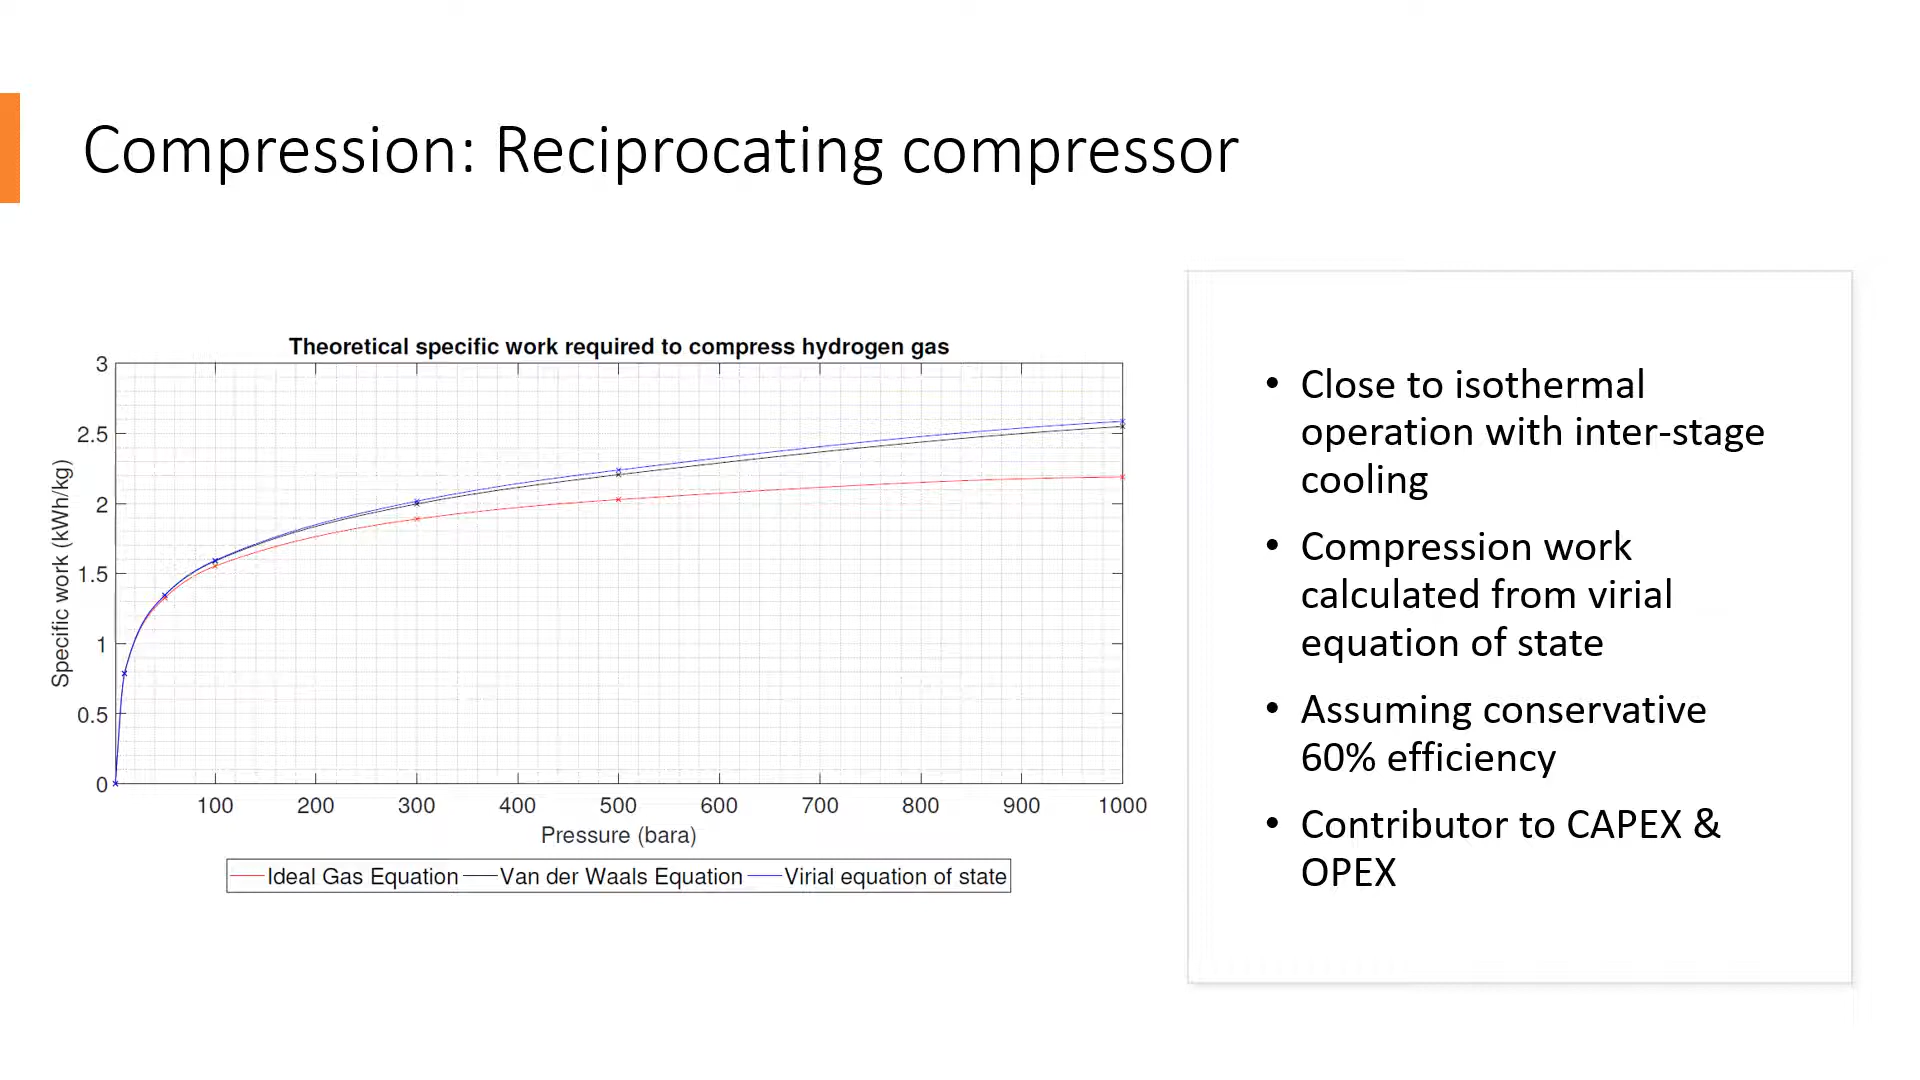 Compression: Reciprocating compressor
Theoretical specific work required to compress hydrogen gas
3
2.5
2
1.5
1
0.5
0
Specific work (kWh/kg)
100 200 300 400 500 600 700 800 900 1000
Pressure (bara)
Ideal Gas Equation Van der Waals Equation Virial equation of state
• Close to isothermal
operation with inter-stage
cooling
• Compression work
calculated from virial
equation of state
• Assuming conservative
60% efficiency
• Contributor to CAPEX &
OPEX